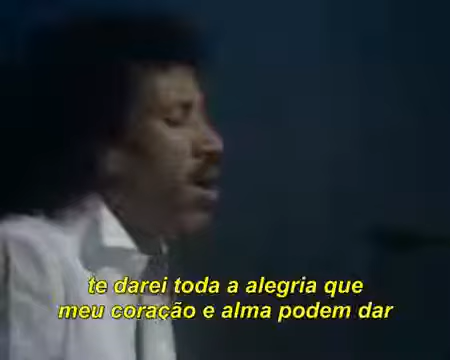 te darei toda a alegria que
meu coração e alma podem dar